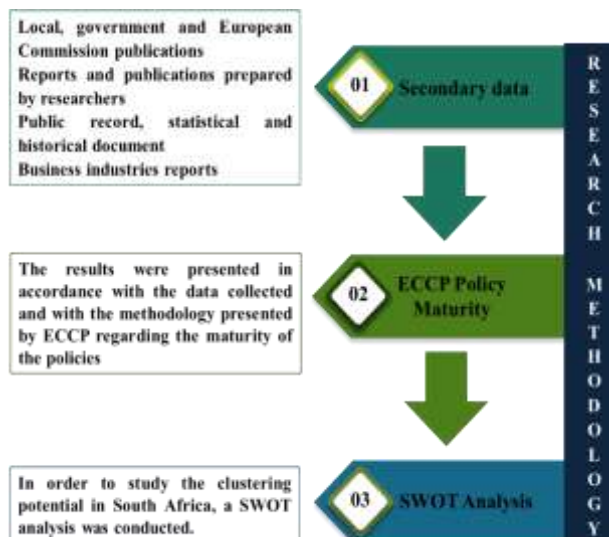 Local, government and European
Commission publications
Reports and publications prepared
by researchers
Public record, statistical and
historical document
Business industries reports
01
Secondary data
The results were presented in
accordance with the data collected
and with the methodology presented
by ECCP regarding the maturity of
the policies
02
ECCP Policy
Maturity
In order to study the clustering
potential in South Africa, a SWOT
analysis was conducted.
03
SWOT Analysis
RESEARCH METHODOLOGY